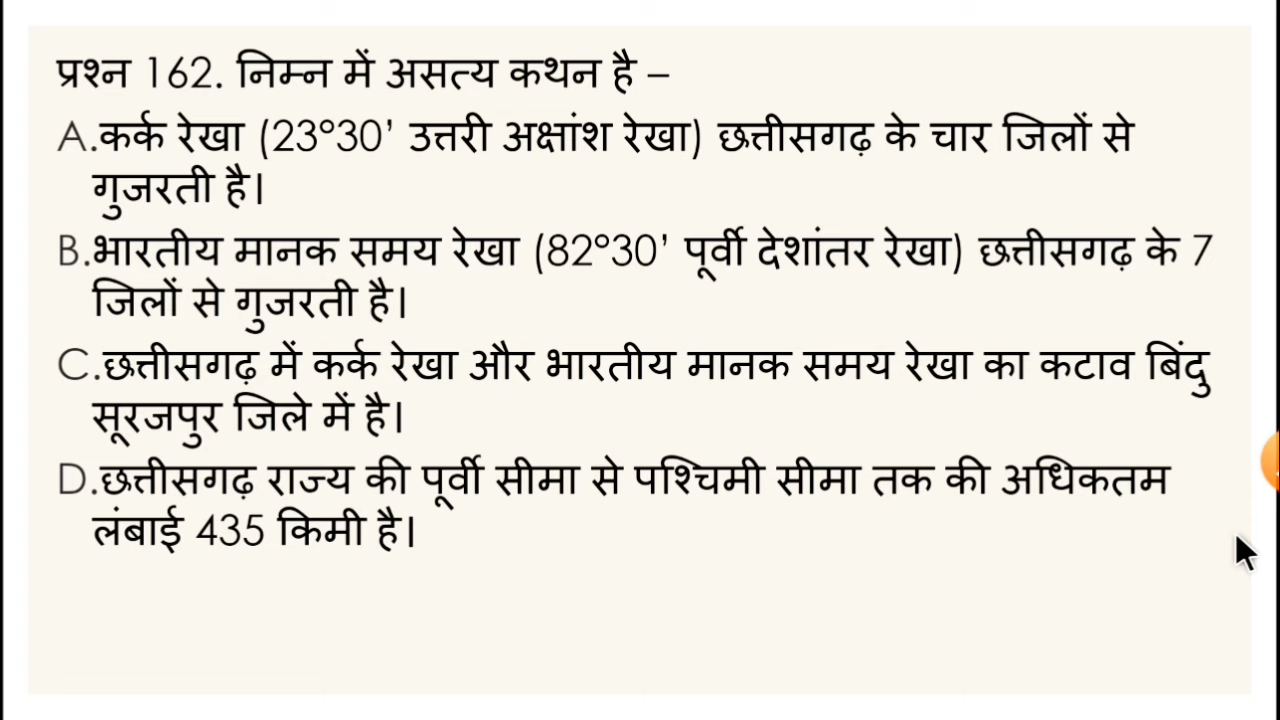 प्रश्न 162. निम्न में असत्य कथन है –
A.कर्क रेखा (23°30' उत्तरी अक्षांश रेखा) छत्तीसगढ़ के चार जिलों से
गुजरती है।
B.भारतीय मानक समय रेखा (82°30' पूर्वी देशांतर रेखा) छत्तीसगढ़ के 7
जिलों से गुजरती है।
C.छत्तीसगढ़ में कर्क रेखा और भारतीय मानक समय रेखा का कटाव बिंदु
सूरजपुर जिले में है।
D.छत्तीसगढ़ राज्य की पूर्वी सीमा से पश्चिमी सीमा तक की अधिकतम
लंबाई 435 किमी है।